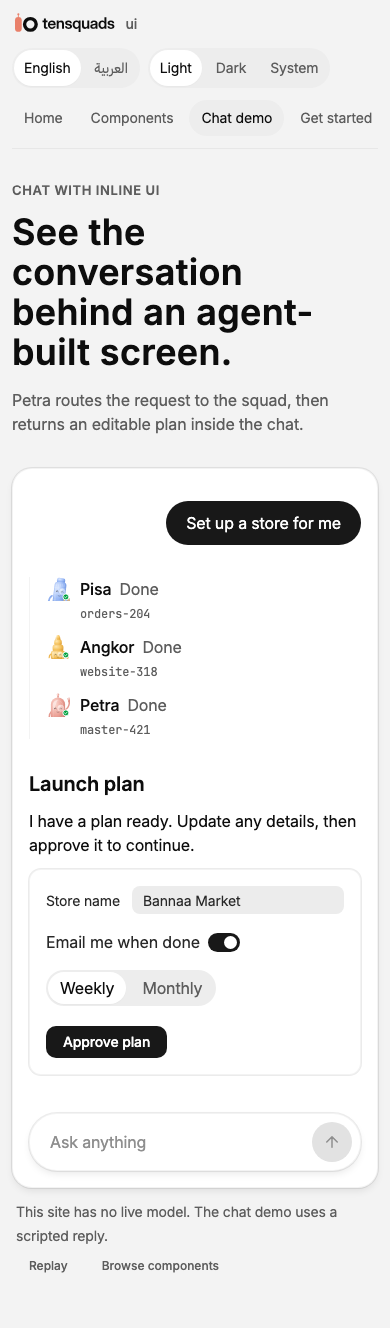 tensquads ui
English العربية Light Dark System
Home Components Chat demo Get started
CHAT WITH INLINE UI
See the
conversation
behind an agent-
built screen.
Petra routes the request to the squad, then
returns an editable plan inside the chat.
Set up a store for me
Pisa Done
orders-204
Angkor Done
website-318
Petra Done
master-421
Launch plan
I have a plan ready. Update any details, then
approve it to continue.
Store name Bannaa Market
Email me when done
Weekly Monthly
Approve plan
Ask anything
This site has no live model. The chat demo uses a
scripted reply.
Replay Browse components